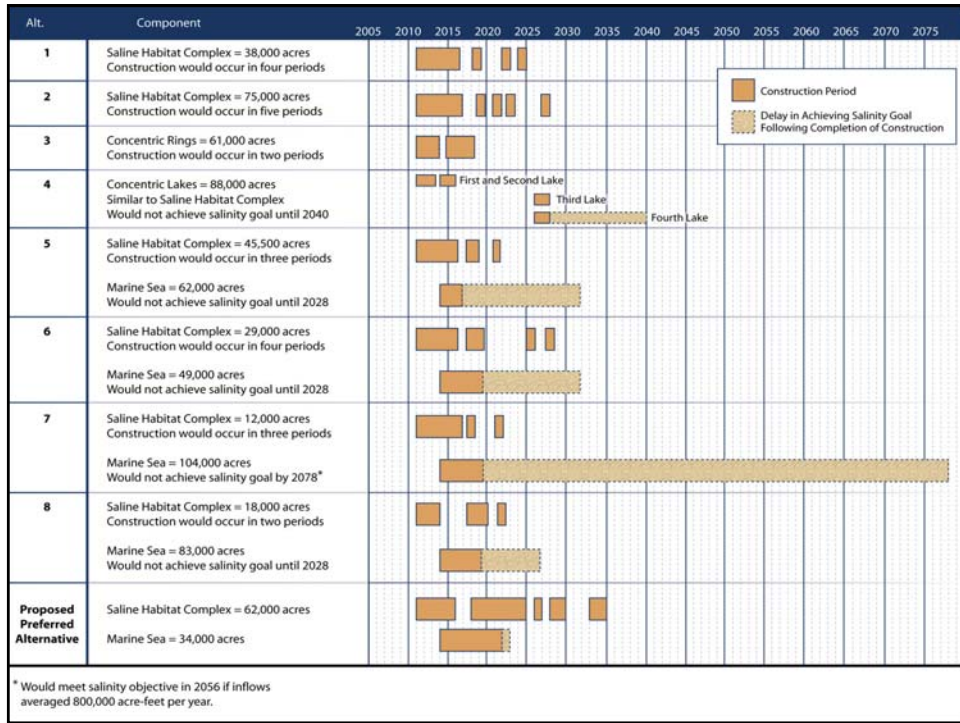 Alt. Component 2005 2010 2015 2020 2025 2030 2035 2040 2045 2050 2055 2060 2065 2070 2075
1 Saline Habitat Complex = 38,000 acres
Construction would occur in four periods
Construction Period
Delay in Achieving Salinity Goal
Following Completion of Construction
2 Saline Habitat Complex = 75,000 acres
Construction would occur in five periods
3 Concentric Rings = 61,000 acres
Construction would occur in two periods
4 Concentric Lakes = 88,000 acres
Similar to Saline Habitat Complex
Would not achieve salinity goal until 2040
First and Second Lake
Third Lake
Fourth Lake
5 Saline Habitat Complex = 45,500 acres
Construction would occur in three periods
Marine Sea = 62,000 acres
Would not achieve salinity goal until 2028
6 Saline Habitat Complex = 29,000 acres
Construction would occur in four periods
Marine Sea = 49,000 acres
Would not achieve salinity goal until 2028
7 Saline Habitat Complex = 12,000 acres
Construction would occur in three periods
Marine Sea = 104,000 acres
Would not achieve salinity goal by 2078*
8 Saline Habitat Complex = 18,000 acres
Construction would occur in two periods
Marine Sea = 83,000 acres
Would not achieve salinity goal until 2028
Proposed
Preferred
Alternative
Saline Habitat Complex = 62,000 acres
Marine Sea = 34,000 acres
* Would meet salinity objective in 2056 if inflows
averaged 800,000 acre-feet per year.